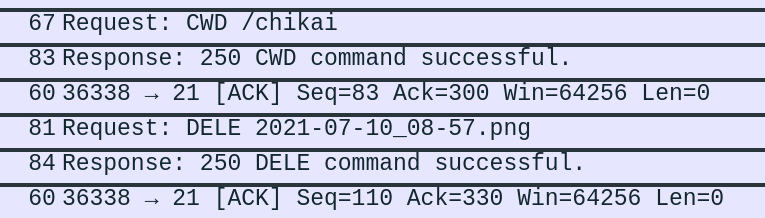 67 Request: CWD /chikai
83 Response: 250 CWD command successful.
60 36338 → 21 [ACK] Seq=83 Ack=300 Win=64256 Len=0
81 Request: DELE 2021-07-10_08-57.png
84 Response: 250 DELE command successful.
60 36338 → 21 [ACK] Seq=110 Ack=330 Win=64256 Len=0